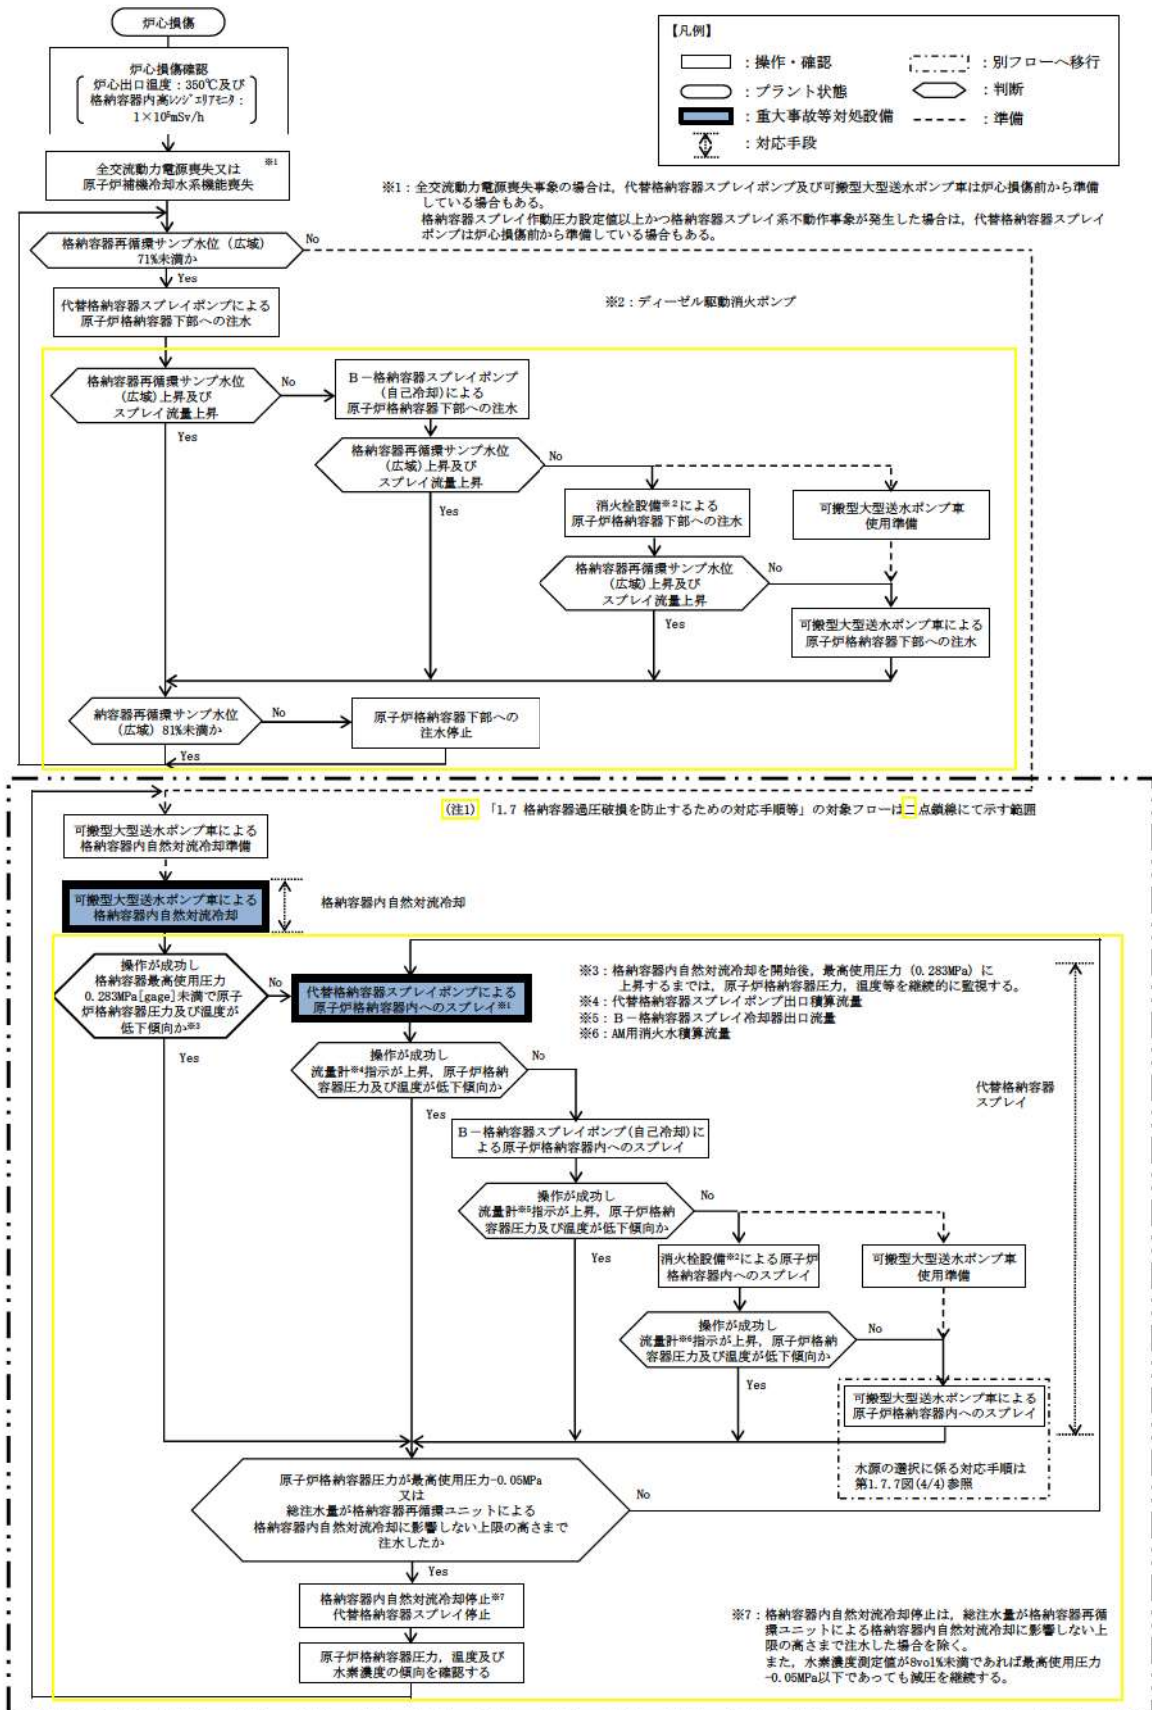 炉心損傷
炉心損傷確認
炉心出口温度：350℃及び
格納容器内高ﾚﾝｼﾞｴﾘｱﾓﾆﾀ：
1×10⁵mSv/h
【凡例】
：操作・確認
：別フローへ移行
：プラント状態
：判断
：重大事故等対処設備
：準備
：対応手段
全交流動力電源喪失又は
原子炉補機冷却水系機能喪失
※1
※1：全交流動力電源喪失事象の場合は，代替格納容器スプレイポンプ及び可搬型大型送水ポンプ車は炉心損傷前から準備
している場合もある。
格納容器スプレイ作動圧力設定値以上かつ格納容器スプレイ系不動作事象が発生した場合は，代替格納容器スプレイ
ポンプは炉心損傷前から準備している場合もある。
格納容器再循環サンプ水位（広域）
71%未満か
No
Yes
代替格納容器スプレイポンプによる
原子炉格納容器下部への注水
※2：ディーゼル駆動消火ポンプ
格納容器再循環サンプ水位
（広域）上昇及び
スプレイ流量上昇
No
Yes
B－格納容器スプレイポンプ
(自己冷却)による
原子炉格納容器下部への注水
格納容器再循環サンプ水位
（広域）上昇及び
スプレイ流量上昇
No
Yes
消火栓設備※2による
原子炉格納容器下部への注水
可搬型大型送水ポンプ車
使用準備
格納容器再循環サンプ水位
（広域）上昇及び
スプレイ流量上昇
No
Yes
可搬型大型送水ポンプ車による
原子炉格納容器下部への注水
納容器再循環サンプ水位
（広域）81%未満か
No
Yes
原子炉格納容器下部への
注水停止
(注1) 「1.7 格納容器過圧破損を防止するための対応手順等」の対象フローは二点鎖線にて示す範囲
可搬型大型送水ポンプ車による
格納容器内自然対流冷却準備
可搬型大型送水ポンプ車による
格納容器内自然対流冷却
格納容器内自然対流冷却
操作が成功し
格納容器最高使用圧力
0.283MPa[gage]未満で原子
炉格納容器圧力及び温度が
低下傾向か※3
No
Yes
代替格納容器スプレイポンプによる
原子炉格納容器内へのスプレイ※1
※3：格納容器内自然対流冷却を開始後，最高使用圧力（0.283MPa）に
上昇するまでは，原子炉格納容器圧力，温度等を継続的に監視する。
※4：代替格納容器スプレイポンプ出口積算流量
※5：B－格納容器スプレイ冷却器出口流量
※6：AM用消火水積算流量
操作が成功し
流量計※4指示が上昇，原子炉格納
容器圧力及び温度が低下傾向か
No
Yes
代替格納容器
スプレイ
B－格納容器スプレイポンプ(自己冷却)に
よる原子炉格納容器内へのスプレイ
操作が成功し
流量計※5指示が上昇，原子炉格納
容器圧力及び温度が低下傾向か
No
Yes
消火栓設備※2による原子炉
格納容器内へのスプレイ
可搬型大型送水ポンプ車
使用準備
操作が成功し
流量計※6指示が上昇，原子炉格納
容器圧力及び温度が低下傾向か
No
Yes
可搬型大型送水ポンプ車による
原子炉格納容器内へのスプレイ
水源の選択に係る対応手順は
第1.7.7図(4/4)参照
原子炉格納容器圧力が最高使用圧力-0.05MPa
又は
総注水量が格納容器再循環ユニットによる
格納容器内自然対流冷却に影響しない上限の高さまで
注水したか
No
Yes
格納容器内自然対流冷却停止※7
代替格納容器スプレイ停止
原子炉格納容器圧力，温度及び
水素濃度の傾向を確認する
※7：格納容器内自然対流冷却停止は，総注水量が格納容器再循
環ユニットによる格納容器内自然対流冷却に影響しない上
限の高さまで注水した場合を除く。
また，水素濃度測定値が8vol%未満であれば最高使用圧力
-0.05MPa以下であっても減圧を継続する。